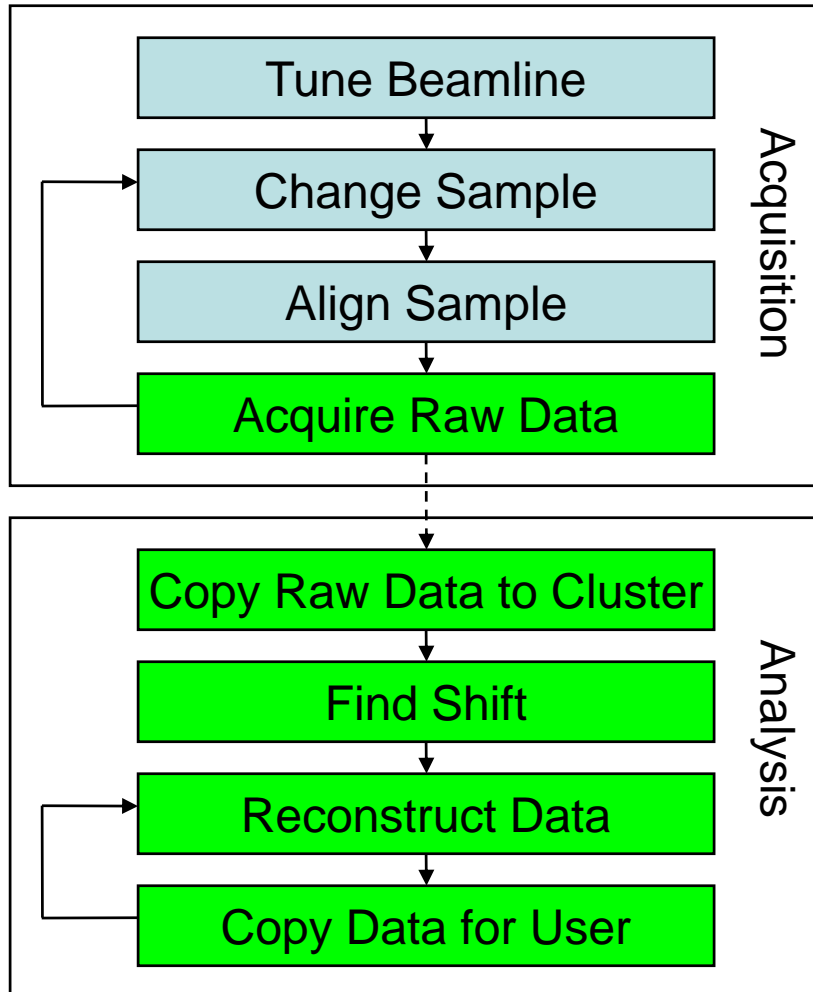 Tune Beamline
Change Sample
Align Sample
Acquire Raw Data
Acquisition
Copy Raw Data to Cluster
Find Shift
Reconstruct Data
Copy Data for User
Analysis